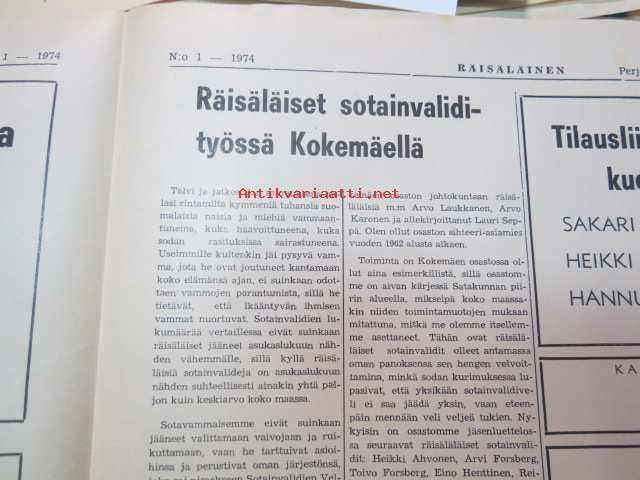 1 — 1974
a
N:o 1 — 1974
RÄISÄLÄINEN
Perj
Räisäläiset sotainvalidi-
työssä Kokemäellä
Antikvariaatti.net
Talvi ja jatkos
lasi rintamilta kymmeniä tuhansia suo-
malaisia naisia ja miehiä vammaan-
tuneina, kuka haavoittuneena, kuka
sodan rasituksissa sairastuneena.
Useimmille kuitenkin jäi pysyvä vam-
ma, jota he ovat joutuneet kantamaan
koko elämänsä ajan, ei suinkaan odot-
taen vammojen parantumista, sillä he
tietävät, että ikääntyvän ihmisen
vammat nuortuvat. Sotainvalidien lu-
kumäärää vertaillessa eivät suinkaan
räisäläiset jääneet asukaslukuun näh-
den vähemmälle, sillä kyllä räisä-
läisiä sotainvalideja on asukaslukuun
nähden suhteellisesti ainakin yhtä pal-
jon kuin keskiarvo koko maassa.
Sotavammaisemme eivät suinkaan
jääneet valittamaan vaivojaan ja rui-
kuttamaan, vaan he tarttuivat asioi-
hinsa ja perustivat oman järjestönsä,
Sotainvalidien Vel-
osaston johtokuntaan räisä-
läisiä m.m Arvo Laukkanen, Arvo
Karonen ja allekirjoittanut Lauri Sep-
pä. Olen ollut osaston sihteeri-asiamies
vuoden 1962 alusta alkaen.
Toiminta on Kokemäen osastossa ol-
lut aina esimerkillistä, sillä osastom-
me on aivan kärjessä Satakunnan pii-
rin alueella, mikseipä koko maassa-
kin niiden toimintamuotojen mukaan
mitattuna, mitkä me olemme itsellem-
me asettaneet. Tähän ovat räisälä-
läiset sotainvalidit olleet antamassa
oman panoksensa sen hengen velvoit-
tamina, minkä sodan kurimuksessa lu-
pasivat, että yksikään sotainvalidive-
li ei saa jäädä yksin, vaan eteen-
päin mennään veli veljeä tukien. Ny-
kyisin on osastomme jäsenluettelos-
sa seuraavat räisäläläiset sotainvali-
dit: Heikki Ahvonen, Arvi Forsberg,
Toivo Forsberg, Eino Henttinen, Rei-
Tilauslii
kuo
SAKARI
HEIKKI
HANNU
KA